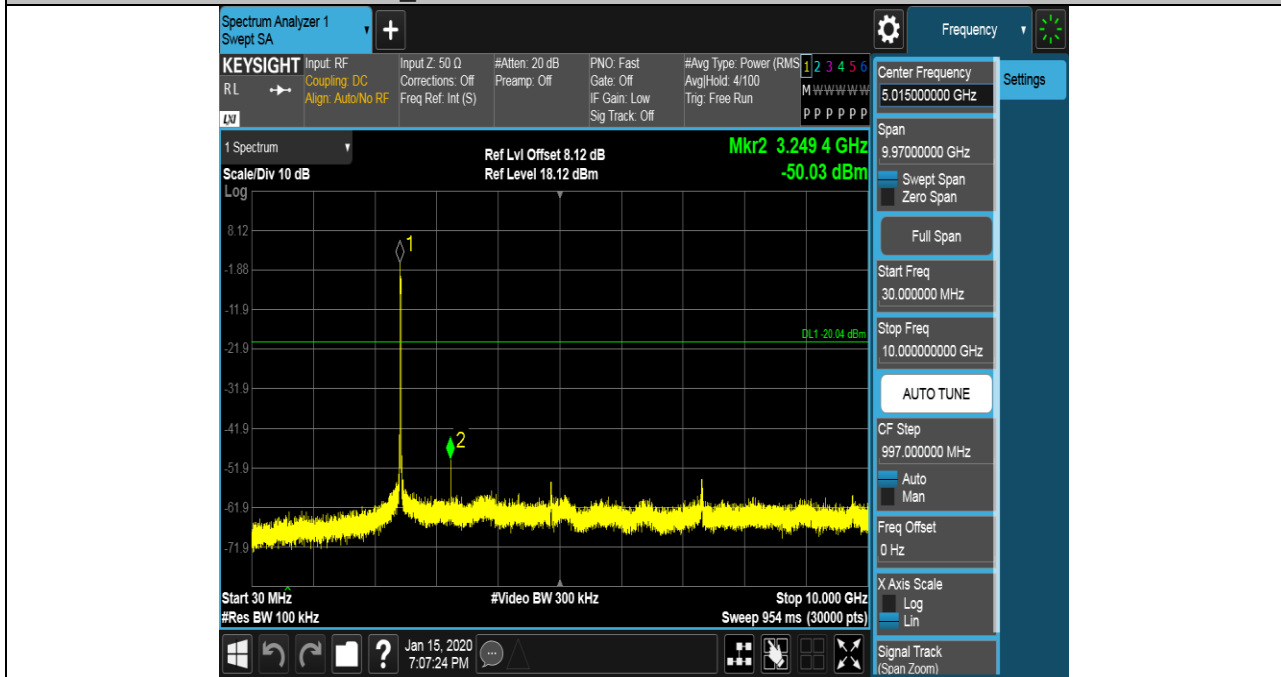 Spectrum Analyzer 1
Swept SA
+
Frequency
KEYSIGHT
RL
LXI
Input: RF
Coupling: DC
Align: Auto/No RF
Input Z: 50 Ω
Corrections: Off
Freq Ref: Int (S)
#Atten: 20 dB
Preamp: Off
PNO: Fast
Gate: Off
IF Gain: Low
Sig Track: Off
#Avg Type: Power (RMS
Avg|Hold: 4/100
Trig: Free Run
1 2 3 4 5 6
M W W W W W
P P P P P P
1 Spectrum
Scale/Div 10 dB
Log
Ref Lvl Offset 8.12 dB
Ref Level 18.12 dBm
Mkr2 3.249 4 GHz
-50.03 dBm
8.12
-1.88
-11.9
-21.9
-31.9
-41.9
-51.9
-61.9
-71.9
1
2
DL1 -20.04 dBm
Start 30 MHz
#Res BW 100 kHz
#Video BW 300 kHz
Stop 10.000 GHz
Sweep 954 ms (30000 pts)
?
Jan 15, 2020
7:07:24 PM
Center Frequency
5.015000000 GHz
Settings
Span
9.97000000 GHz
Swept Span
Zero Span
Full Span
Start Freq
30.000000 MHz
Stop Freq
10.000000000 GHz
AUTO TUNE
CF Step
997.000000 MHz
Auto
Man
Freq Offset
0 Hz
X Axis Scale
Log
Lin
Signal Track
(Span Zoom)